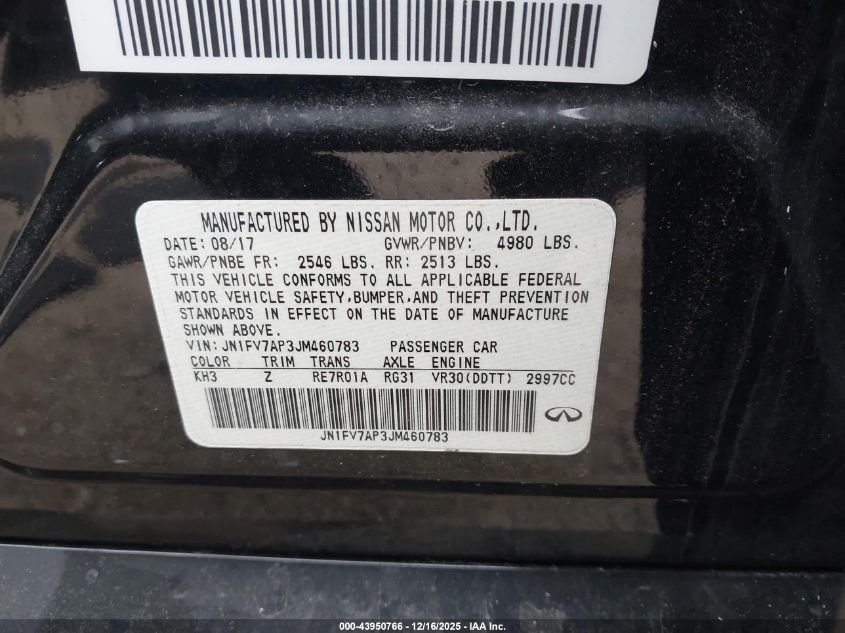 MANUFACTURED BY NISSAN MOTOR CO.,LTD.
DATE: 08/17 GVWR/PNBV: 4980 LBS.
GAWR/PNBE FR: 2546 LBS. RR: 2513 LBS.
THIS VEHICLE CONFORMS TO ALL APPLICABLE FEDERAL
MOTOR VEHICLE SAFETY,BUMPER,AND THEFT PREVENTION
STANDARDS IN EFFECT ON THE DATE OF MANUFACTURE
SHOWN ABOVE.
VIN: JN1FV7AP3JM460783 PASSENGER CAR
COLOR TRIM TRANS AXLE ENGINE
KH3 Z RE7R01A RG31 VR30(DDTT) 2997CC
JN1FV7AP3JM460783
000-43950766 - 12/16/2025 - IAA Inc.